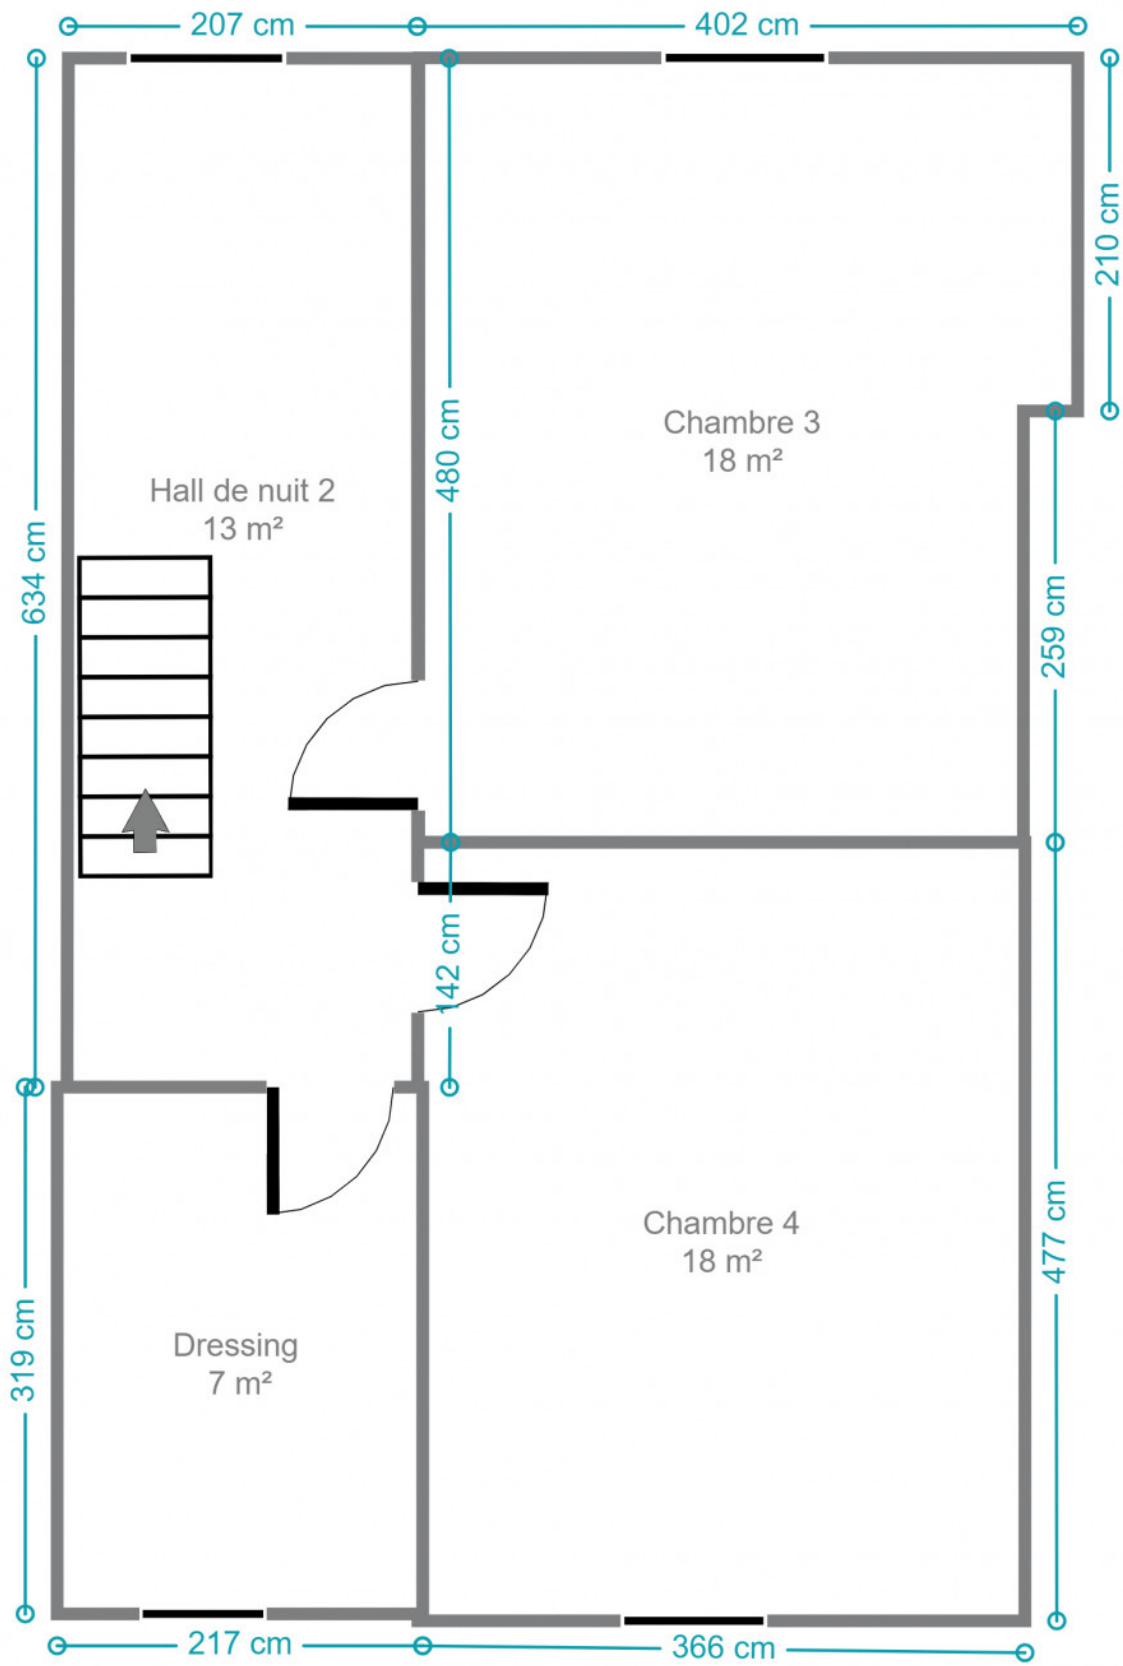 207 cm
402 cm
210 cm
Chambre 3
18 m²
480 cm
Hall de nuit 2
13 m²
634 cm
259 cm
142 cm
Chambre 4
18 m²
477 cm
Dressing
7 m²
319 cm
217 cm
366 cm